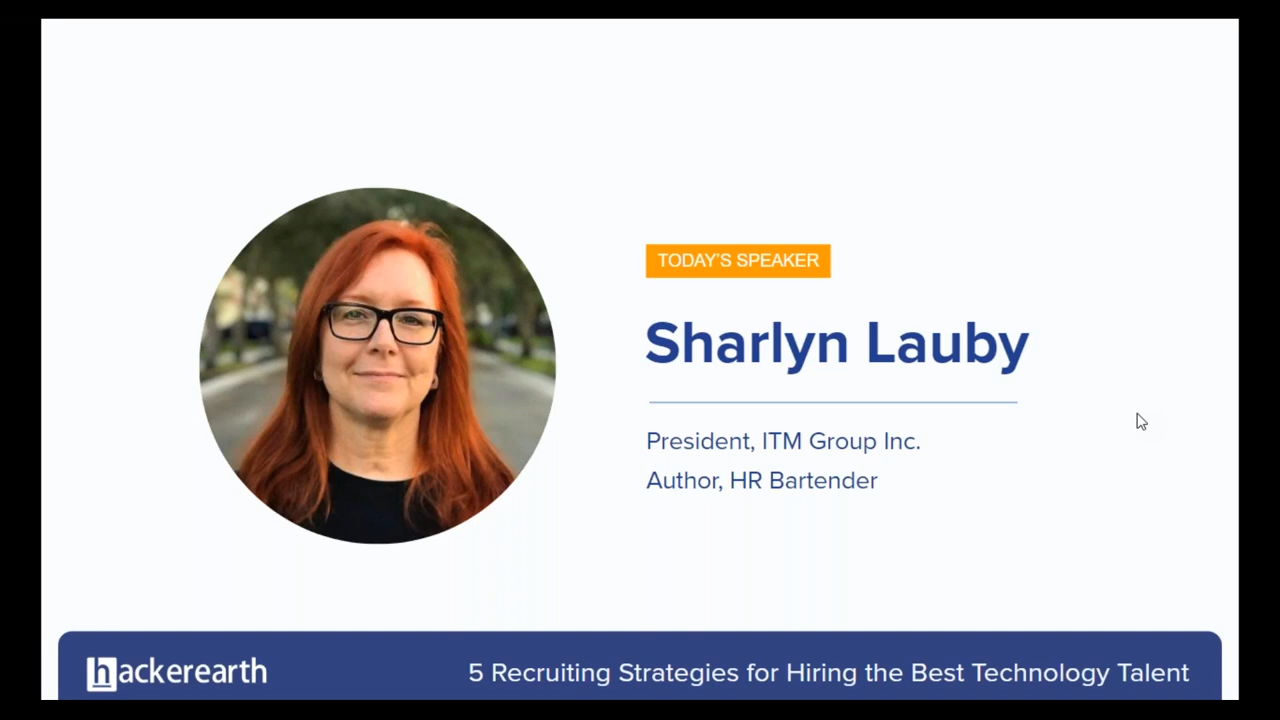 TODAY'S SPEAKER
Sharlyn Lauby
President, ITM Group Inc.
Author, HR Bartender
hackerearth
5 Recruiting Strategies for Hiring the Best Technology Talent